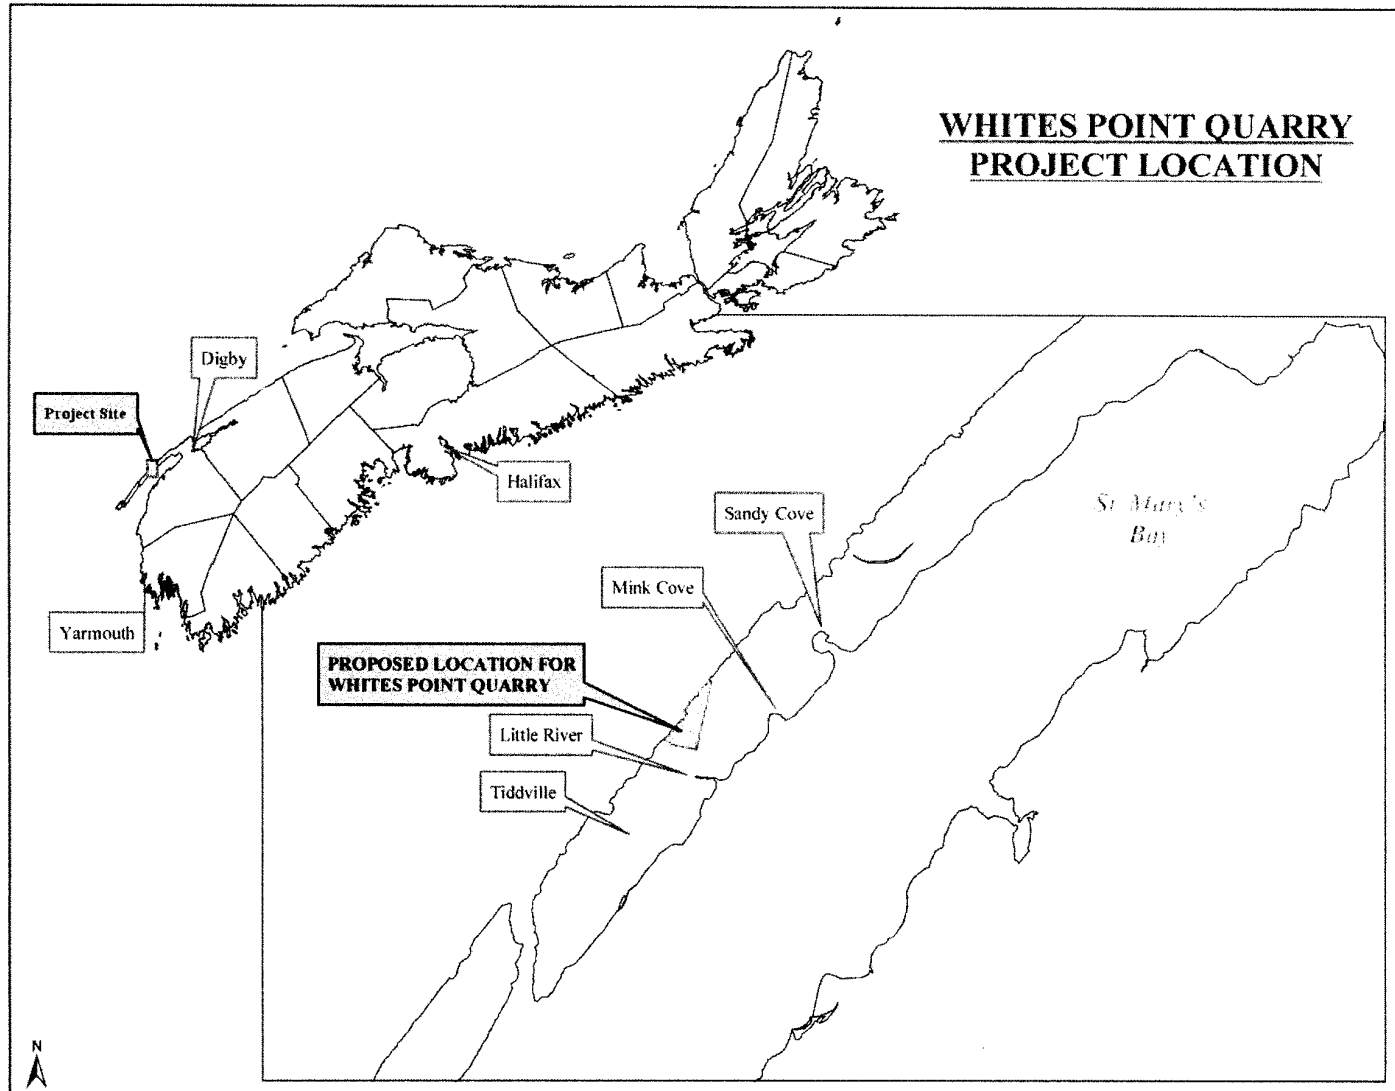 WHITES POINT QUARRY
PROJECT LOCATION
Digby
Project Site
Halifax
Yarmouth
Sandy Cove
St. Mary's
Bay
Mink Cove
PROPOSED LOCATION FOR
WHITES POINT QUARRY
Little River
Tiddville
N